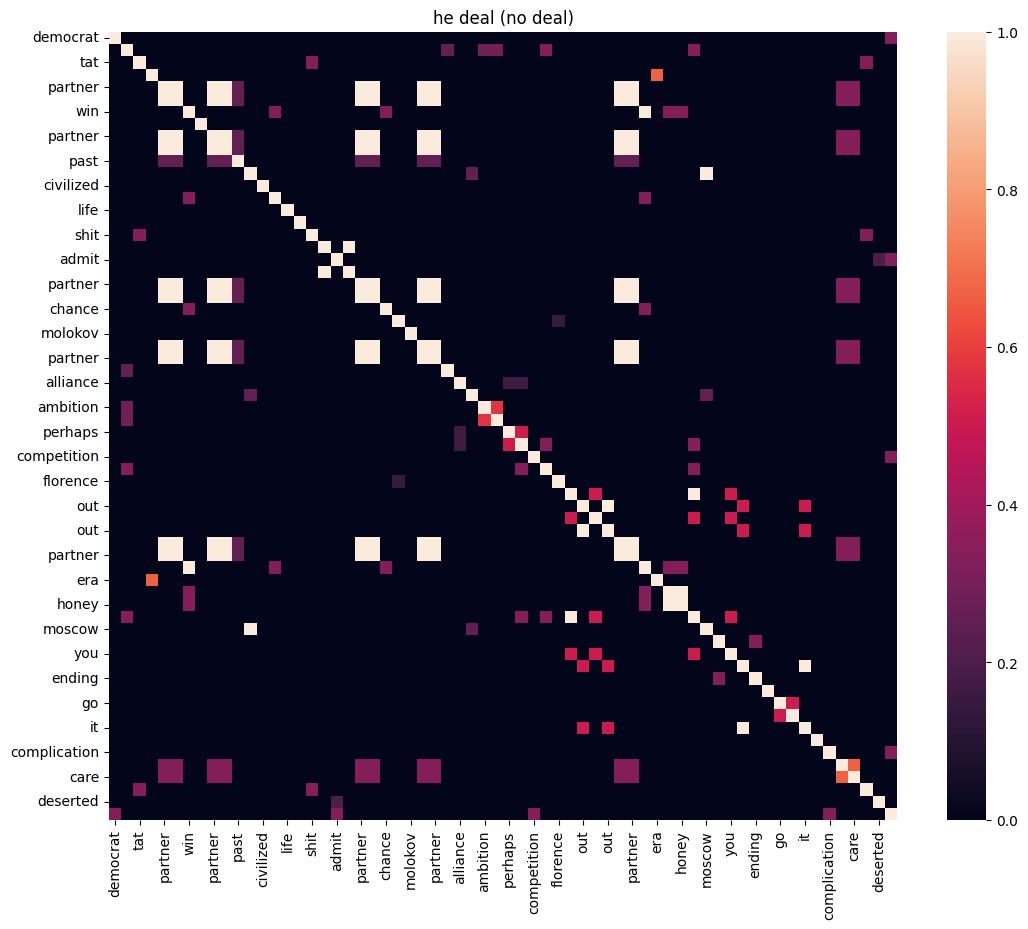 he deal (no deal)
democrat
tat
partner
win
partner
past
civilized
life
shit
admit
partner
chance
molokov
partner
alliance
ambition
perhaps
competition
florence
out
out
partner
era
honey
moscow
you
ending
go
it
complication
care
deserted
democrat
tat
partner
win
partner
past
civilized
life
shit
admit
partner
chance
molokov
partner
alliance
ambition
perhaps
competition
florence
out
out
partner
era
honey
moscow
you
ending
go
it
complication
care
deserted
1.0
0.8
0.6
0.4
0.2
0.0